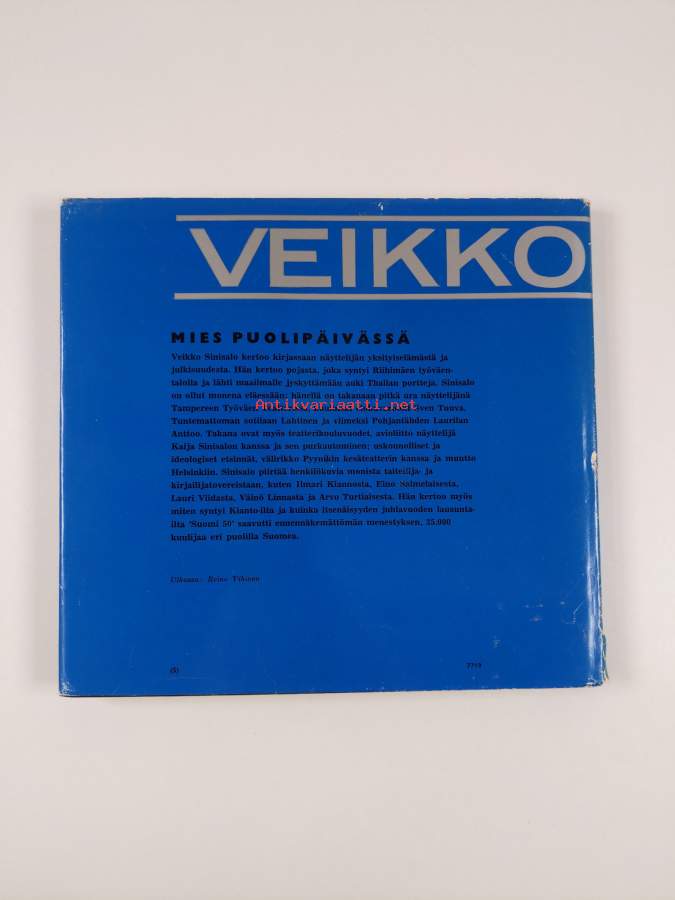 VEIKKO
MIES PUOLIPÄIVÄSSÄ
Veikko Sinisalo kertoo kirjassaan näyttelijän yksityiselämästä ja
julkisuudesta. Hän kertoo pojasta, joka syntyi Riihimäen työväen-
talolla ja lähti maailmalle jyskyttämään auki Thalian portteja. Sinisalo
on ollut monena eläessään: hänellä on takanaan pitkä ura näyttelijänä
Antikvariaatti.net
Tampereen Työväen Tuuva,
Tuntemattoman sotilaan Lahtinen ja viimeksi Pohjantähden Laurilan
Anttoo. Takana ovat myös teatterikouluvuodet, avioliitto näyttelijä
Kaija Sinisalon kanssa ja sen purkautuminen; uskonnolliset ja
ideologiset etsinnät, välirikko Pyynikin kesäteatterin kanssa ja muutto
Helsinkiin. Sinisalo piirtää henkilökuvia monista taiteilija- ja
kirjailijatovereistaan, kuten Ilmari Kiannosta, Eino Salmelaisesta,
Lauri Viidasta, Väinö Linnasta ja Arvo Turtiaisesta. Hän kertoo myös
miten syntyi Kianto-ilta ja kuinka itsenäisyyden juhlavuoden lausunta-
ilta 'Suomi 50' saavutti ennennäkemättömän menestyksen, 35.000
kuulijaa eri puolilla Suomea.
Ulkoasu: Reino Vihinen
(S)